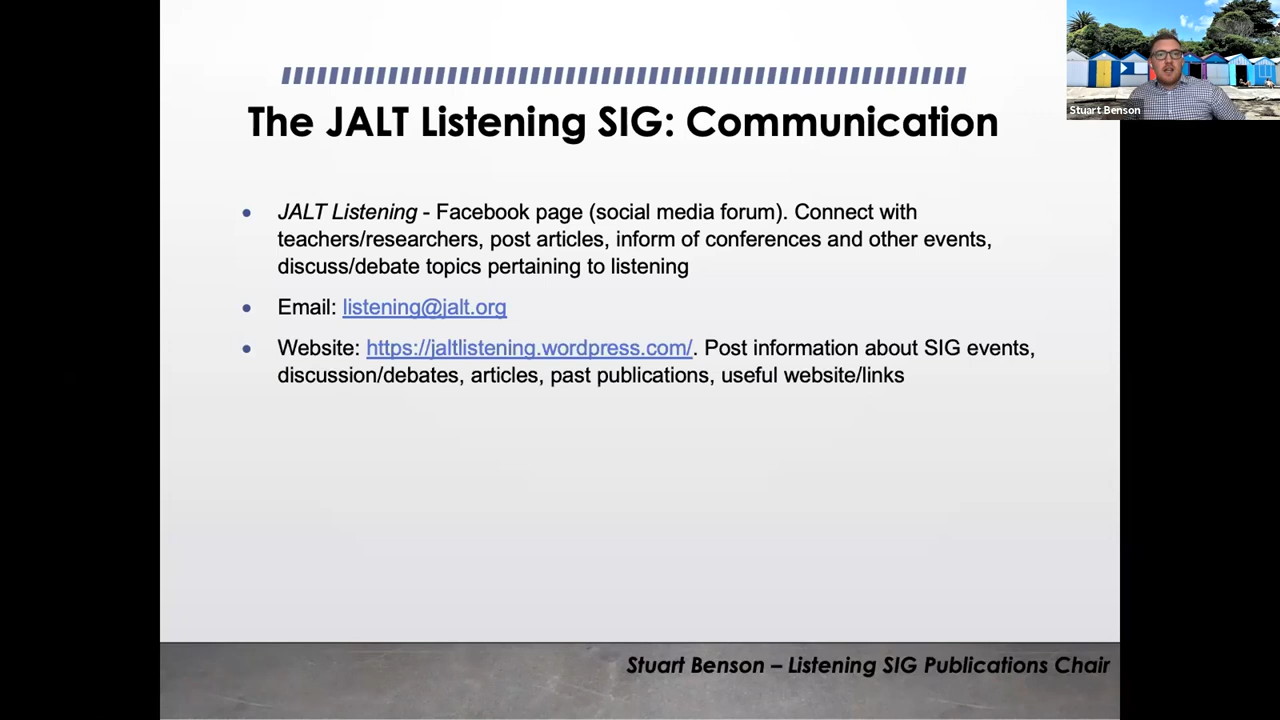 Stuart Benson
The JALT Listening SIG: Communication
• JALT Listening - Facebook page (social media forum). Connect with
teachers/researchers, post articles, inform of conferences and other events,
discuss/debate topics pertaining to listening
• Email: listening@jalt.org
• Website: https://jaltlistening.wordpress.com/. Post information about SIG events,
discussion/debates, articles, past publications, useful website/links
Stuart Benson – Listening SIG Publications Chair